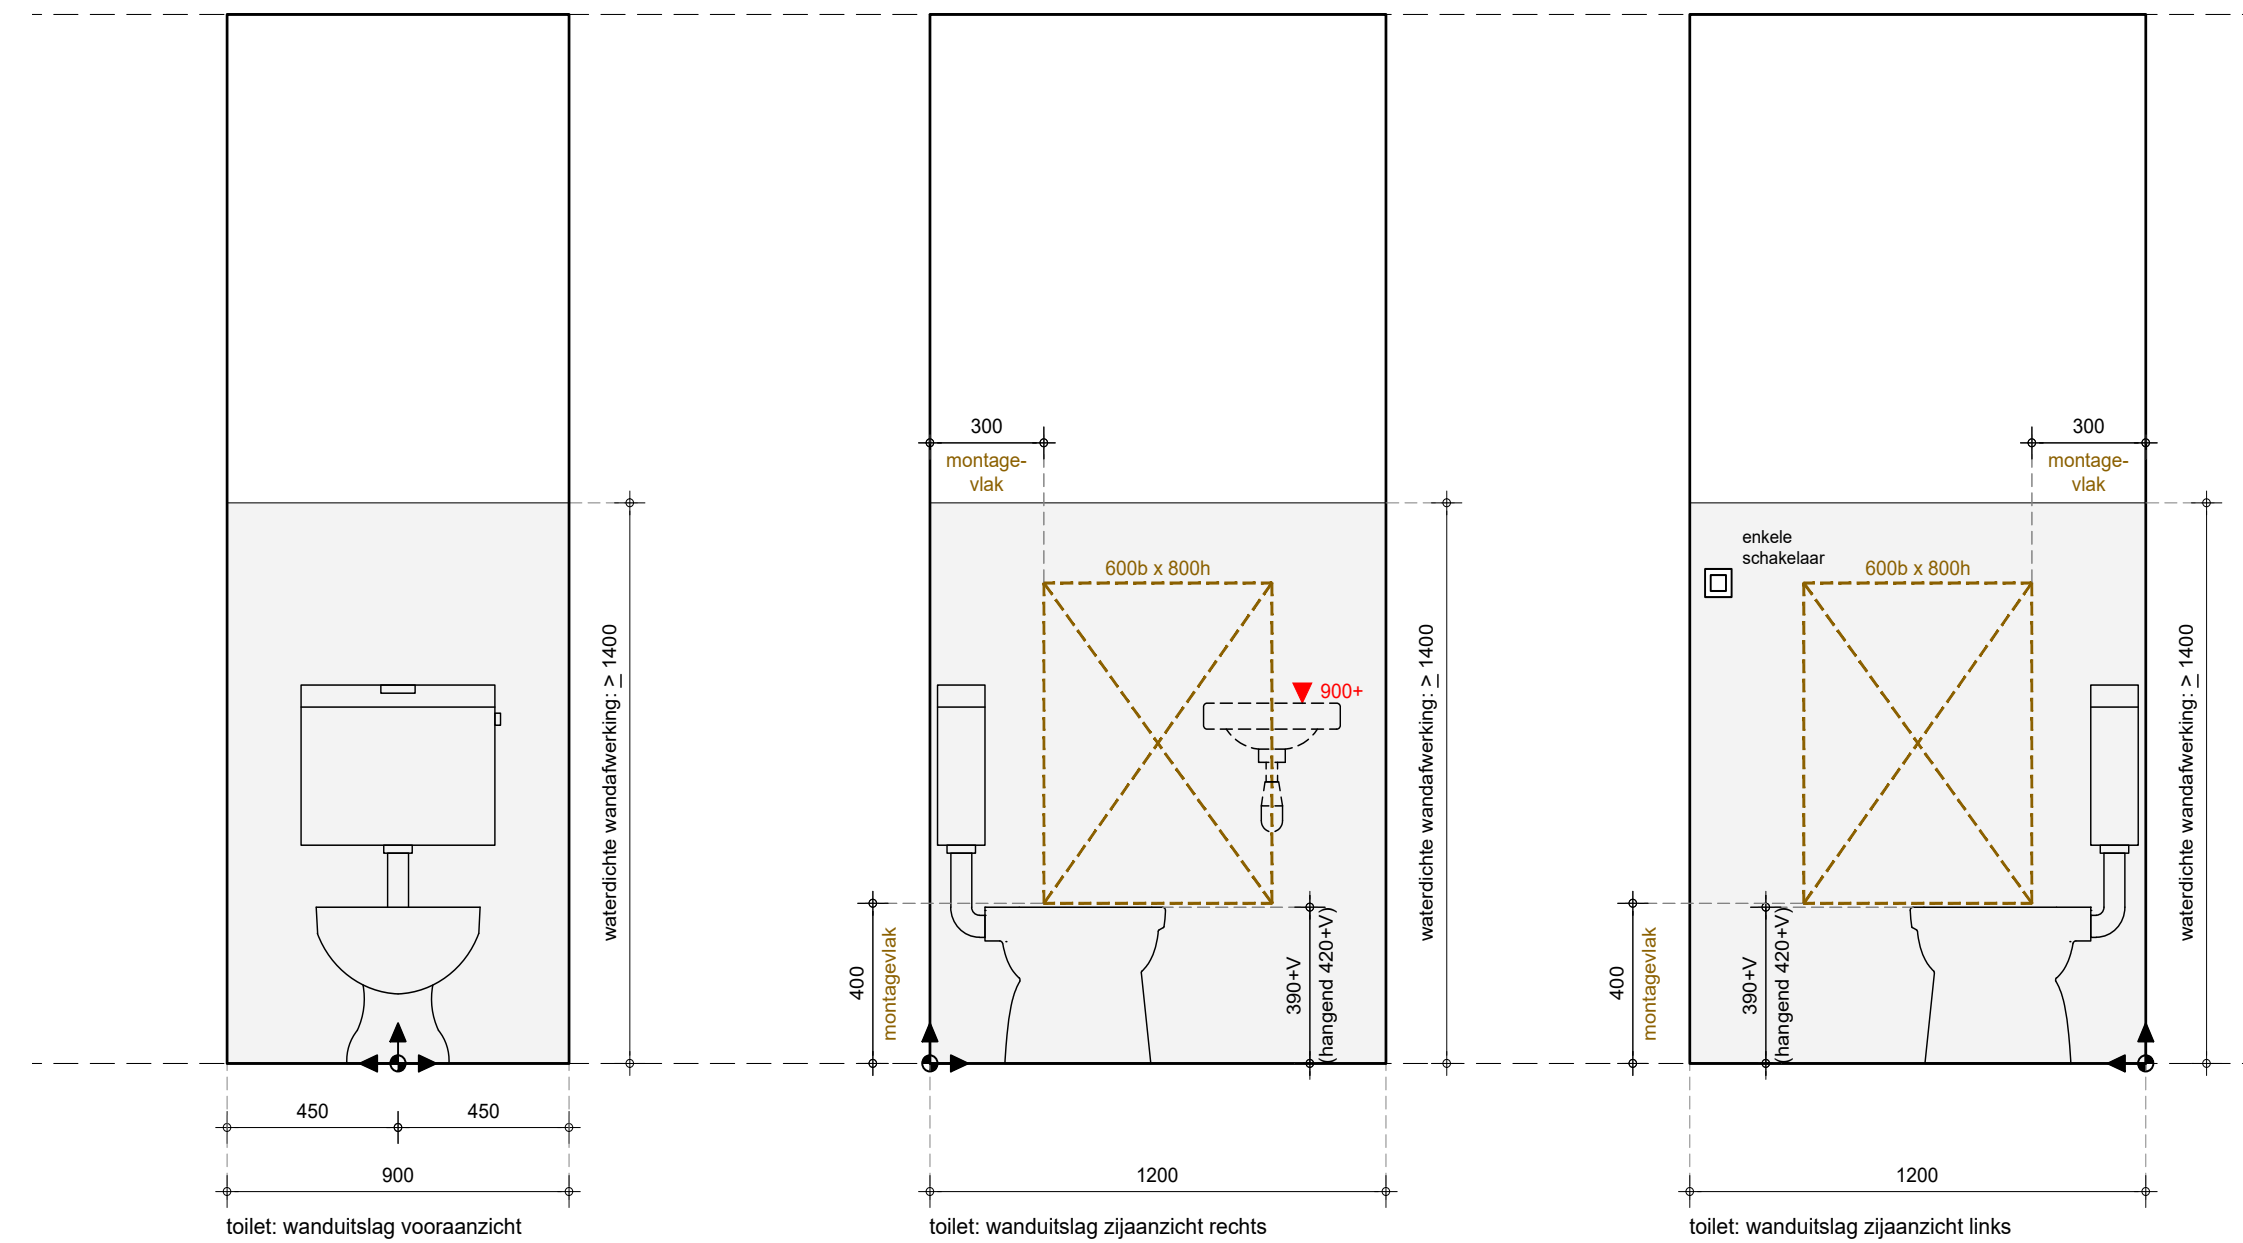 waterdichte wandafwerking: ≥ 1400
450
450
900
toilet: wanduitslag vooraanzicht
300
montage-
vlak
600b x 800h
900+
400
montagevlak
390+V
(hangend 420+V)
waterdichte wandafwerking: ≥ 1400
1200
toilet: wanduitslag zijaanzicht rechts
300
montage-
vlak
enkele
schakelaar
600b x 800h
400
montagevlak
390+V
(hangend 420+V)
waterdichte wandafwerking: ≥ 1400
1200
toilet: wanduitslag zijaanzicht links